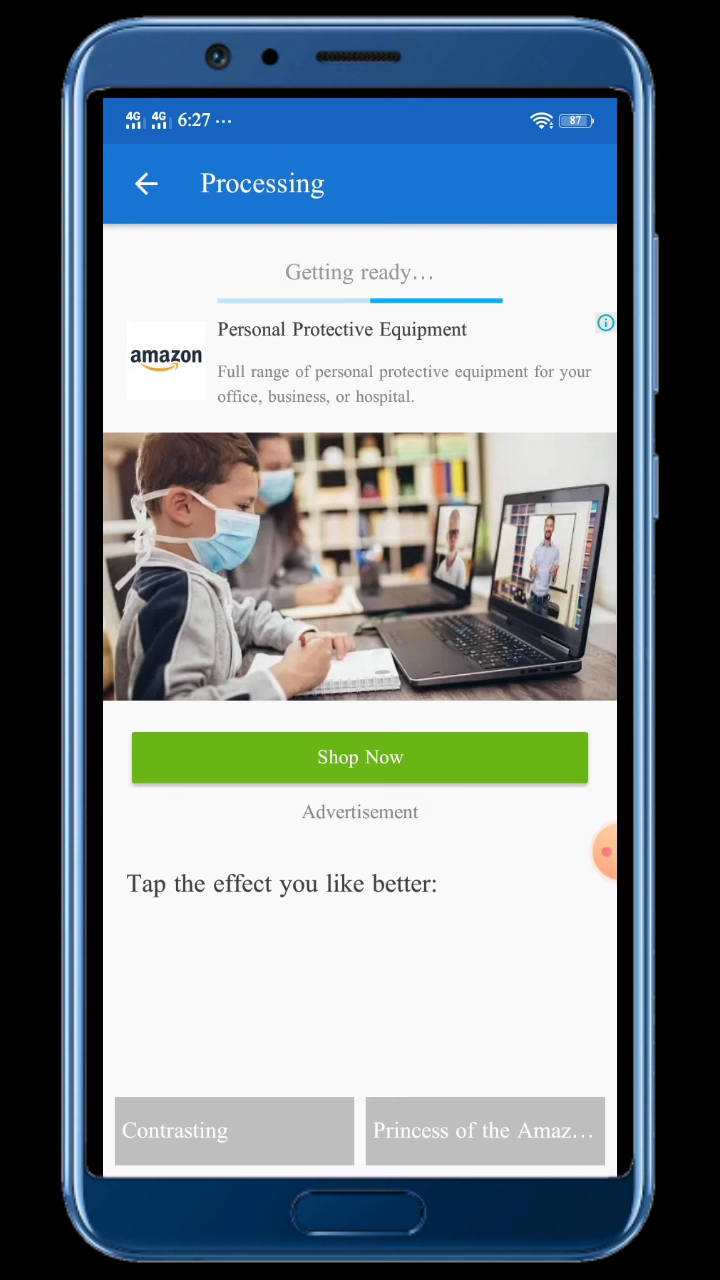 4G 4G 6:27 ... 87
Processing
Getting ready...
Personal Protective Equipment
amazon
Full range of personal protective equipment for your
office, business, or hospital.
Shop Now
Advertisement
Tap the effect you like better:
Contrasting
Princess of the Amaz...